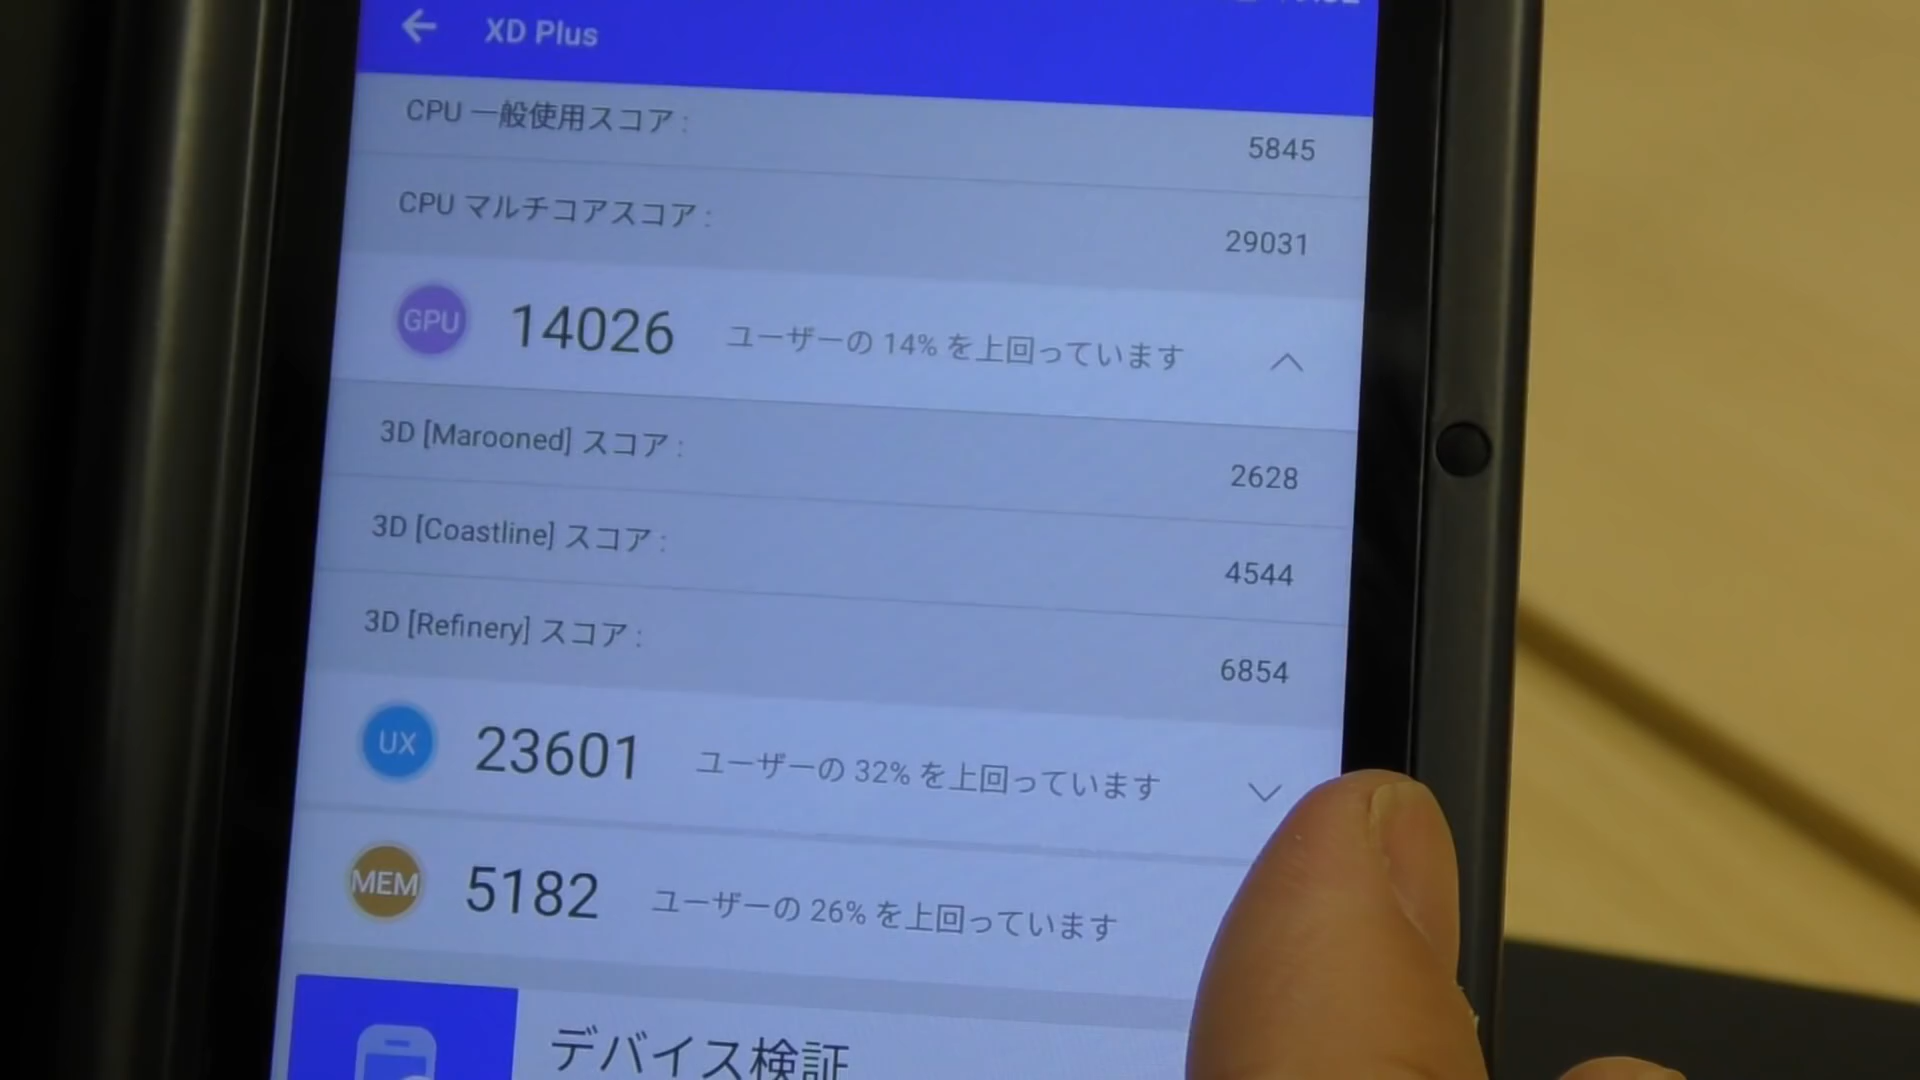 XD Plus
CPU 一般使用スコア : 5845
CPU マルチコアスコア : 29031
GPU 14026 ユーザーの 14% を上回っています
3D [Marooned] スコア : 2628
3D [Coastline] スコア : 4544
3D [Refinery] スコア : 6854
UX 23601 ユーザーの 32% を上回っています
MEM 5182 ユーザーの 26% を上回っています
デバイス検証